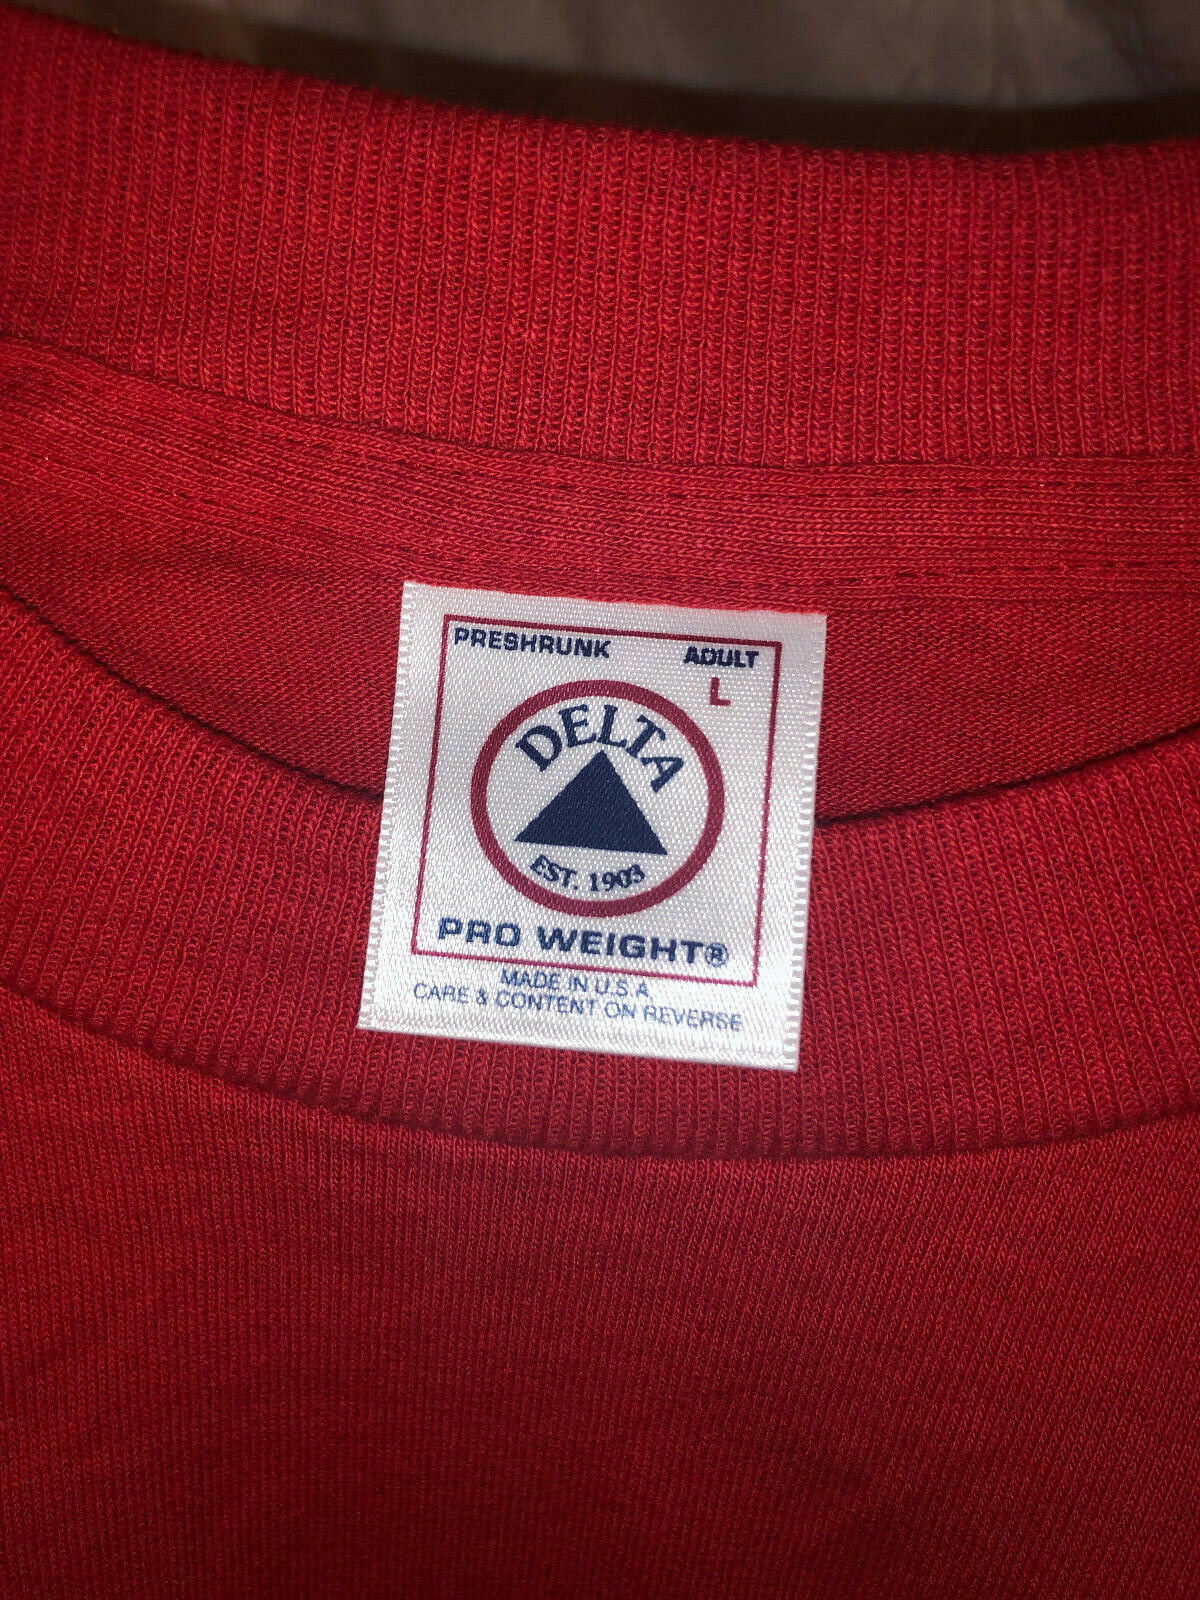 PRESHRUNK ADULT
L
DELTA
EST. 1903
PRO WEIGHT®
MADE IN U.S.A.
CARE & CONTENT ON REVERSE